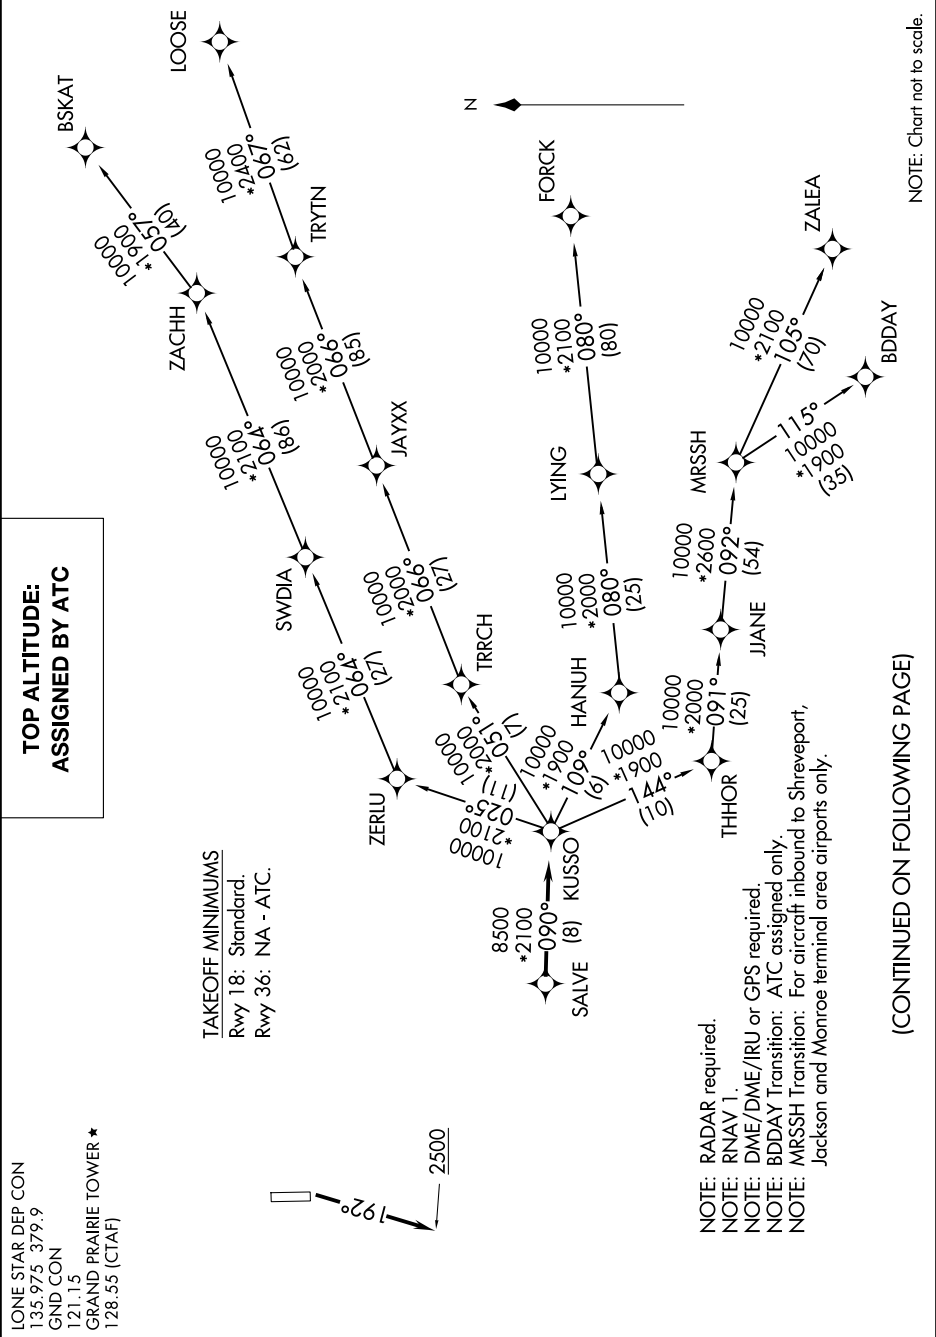 LONE STAR DEP CON
135.975 379.9
GND CON
121.15
GRAND PRAIRIE TOWER ★
128.55 (CTAF)
TOP ALTITUDE:
ASSIGNED BY ATC
TAKEOFF MINIMUMS
Rwy 18: Standard.
Rwy 36: NA - ATC.
192°
2500
SALVE
8500
*2100
090°
(8)
KUSSO
10000
*2100
025°
(11)
ZERLU
10000
*2100
064°
(27)
SWDIA
10000
*2100
064°
(86)
ZACHH
10000
*1900
057°
(40)
BSKAT
10000
*2000
051°
(7)
TRRCH
10000
*2000
066°
(27)
JAYXX
10000
*2000
066°
(85)
TRYTN
10000
*2400
067°
(62)
LOOSE
N
10000
*1900
109°
(6)
HANUH
10000
*2000
080°
(25)
LYING
10000
*2100
080°
(80)
FORCK
10000
*1900
144°
(10)
THHOR
10000
*2000
091°
(25)
JJANE
10000
*2600
092°
(54)
MRSSH
10000
*2100
105°
(70)
ZALEA
115°
10000
*1900
(35)
BDDAY
NOTE: RADAR required.
NOTE: RNAV 1.
NOTE: DME/DME/IRU or GPS required.
NOTE: BDDAY Transition: ATC assigned only.
NOTE: MRSSH Transition: For aircraft inbound to Shreveport,
Jackson and Monroe terminal area airports only.
(CONTINUED ON FOLLOWING PAGE)
NOTE: Chart not to scale.